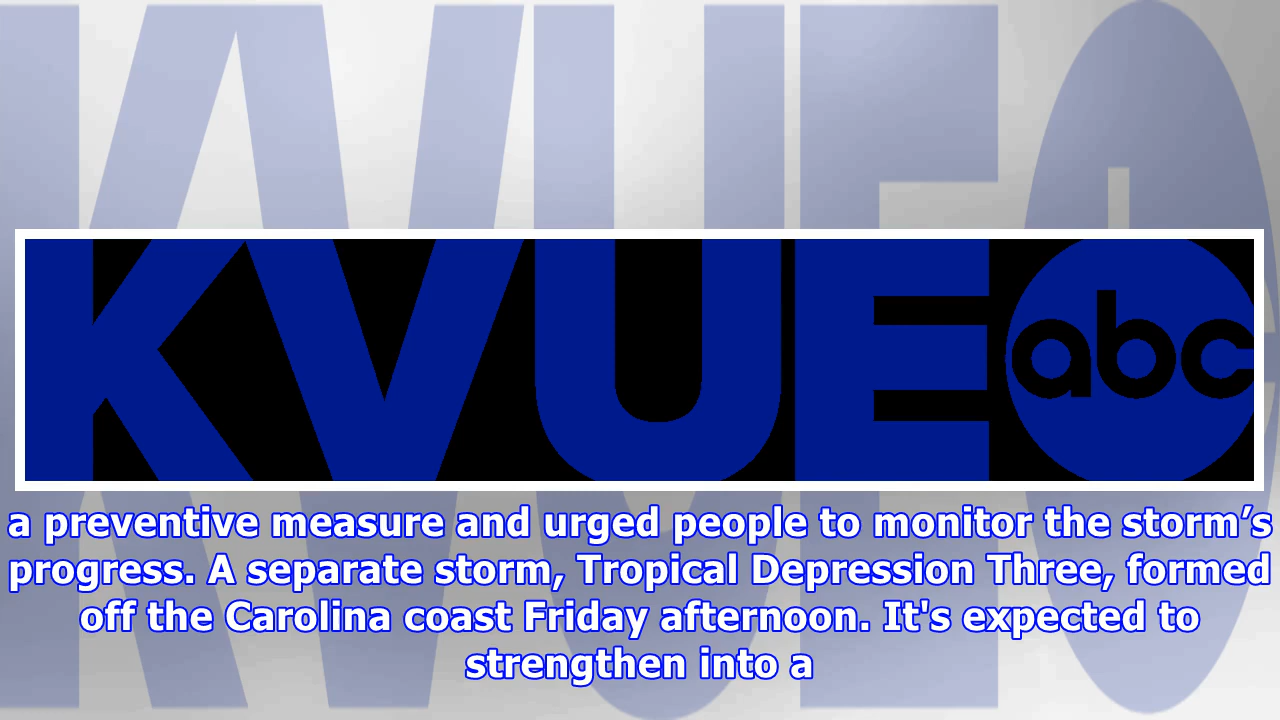 KVUE abc
a preventive measure and urged people to monitor the storm’s
progress. A separate storm, Tropical Depression Three, formed
off the Carolina coast Friday afternoon. It's expected to
strengthen into a